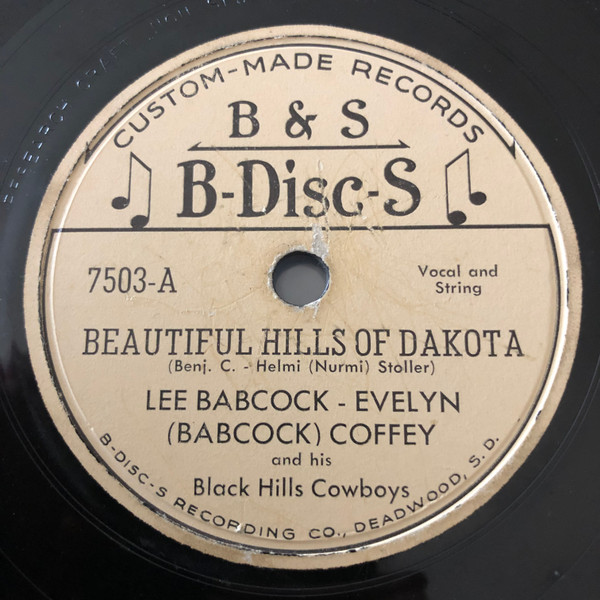 CUSTOM-MADE RECORDS
B & S
B-Disc-S
7503-A
Vocal and
String
BEAUTIFUL HILLS OF DAKOTA
(Benj. C. - Helmi (Nurmi) Stoller)
LEE BABCOCK - EVELYN
(BABCOCK) COFFEY
and his
Black Hills Cowboys
B-DISC-S RECORDING CO., DEADWOOD, S.D.